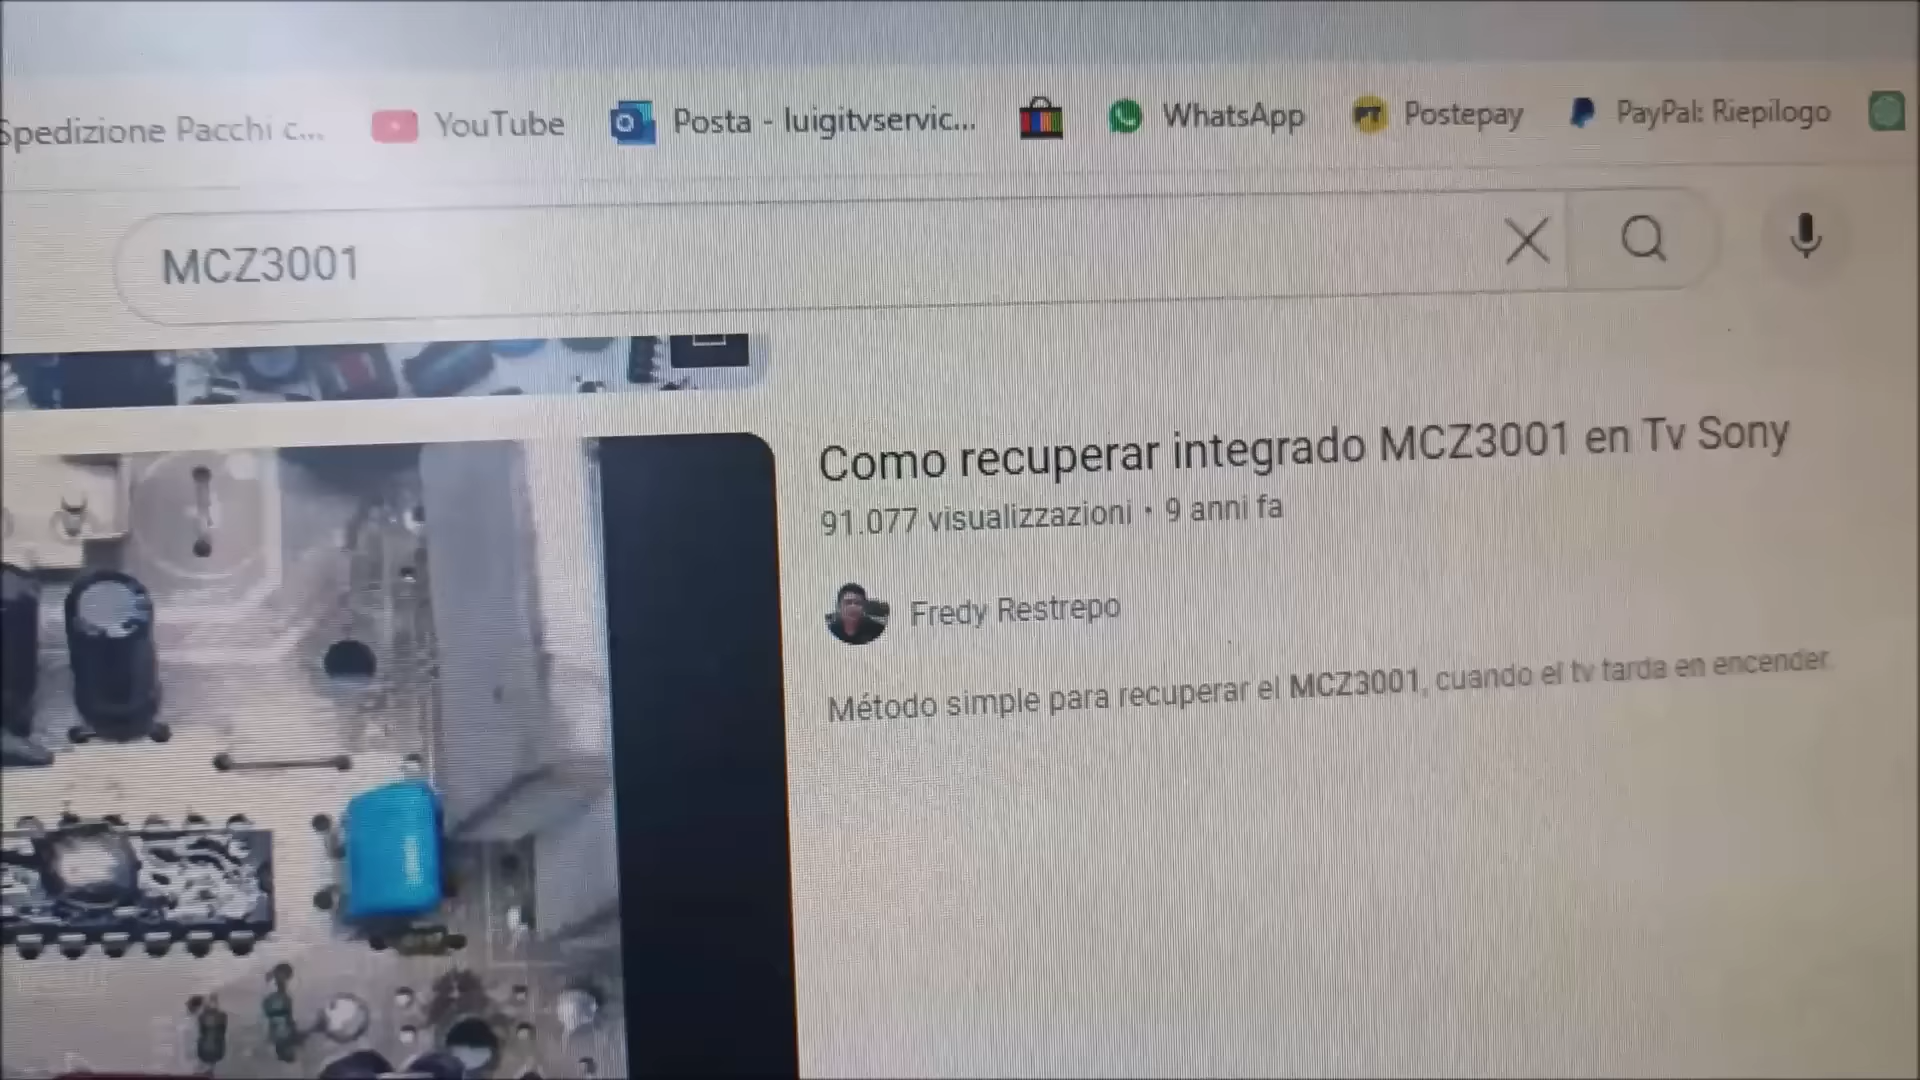 Spedizione Pacchi c...
YouTube
Posta - luigitvservic...
WhatsApp
PT
Postepay
PayPal: Riepilogo
MCZ3001
Como recuperar integrado MCZ3001 en Tv Sony
91.077 visualizzazioni • 9 anni fa
Fredy Restrepo
Método simple para recuperar el MCZ3001, cuando el tv tarda en encender.